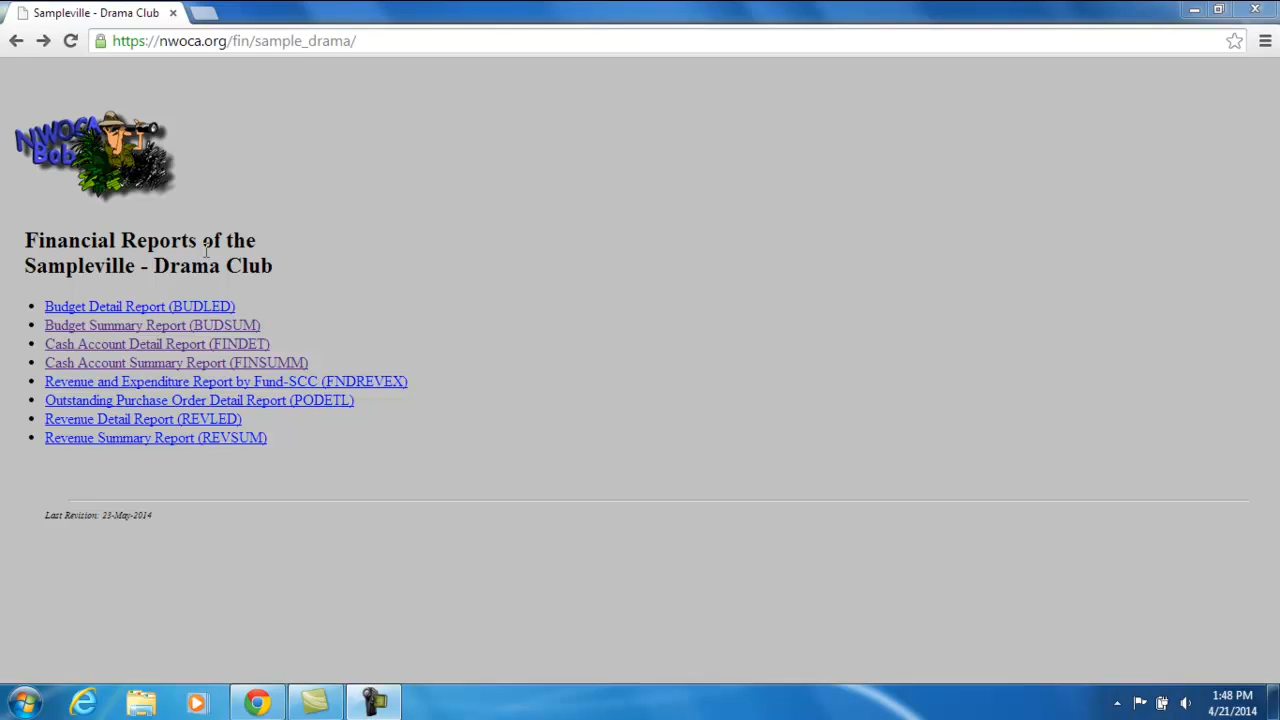 Sampleville - Drama Club
https://nwoca.org/fin/sample_drama/
NWOCA
Bob
Financial Reports of the
Sampleville - Drama Club
• Budget Detail Report (BUDLED)
• Budget Summary Report (BUDSUM)
• Cash Account Detail Report (FINDET)
• Cash Account Summary Report (FINSUMM)
• Revenue and Expenditure Report by Fund-SCC (FNDREVEX)
• Outstanding Purchase Order Detail Report (PODETL)
• Revenue Detail Report (REVLED)
• Revenue Summary Report (REVSUM)
Last Revision: 23-May-2014
1:48 PM
4/21/2014